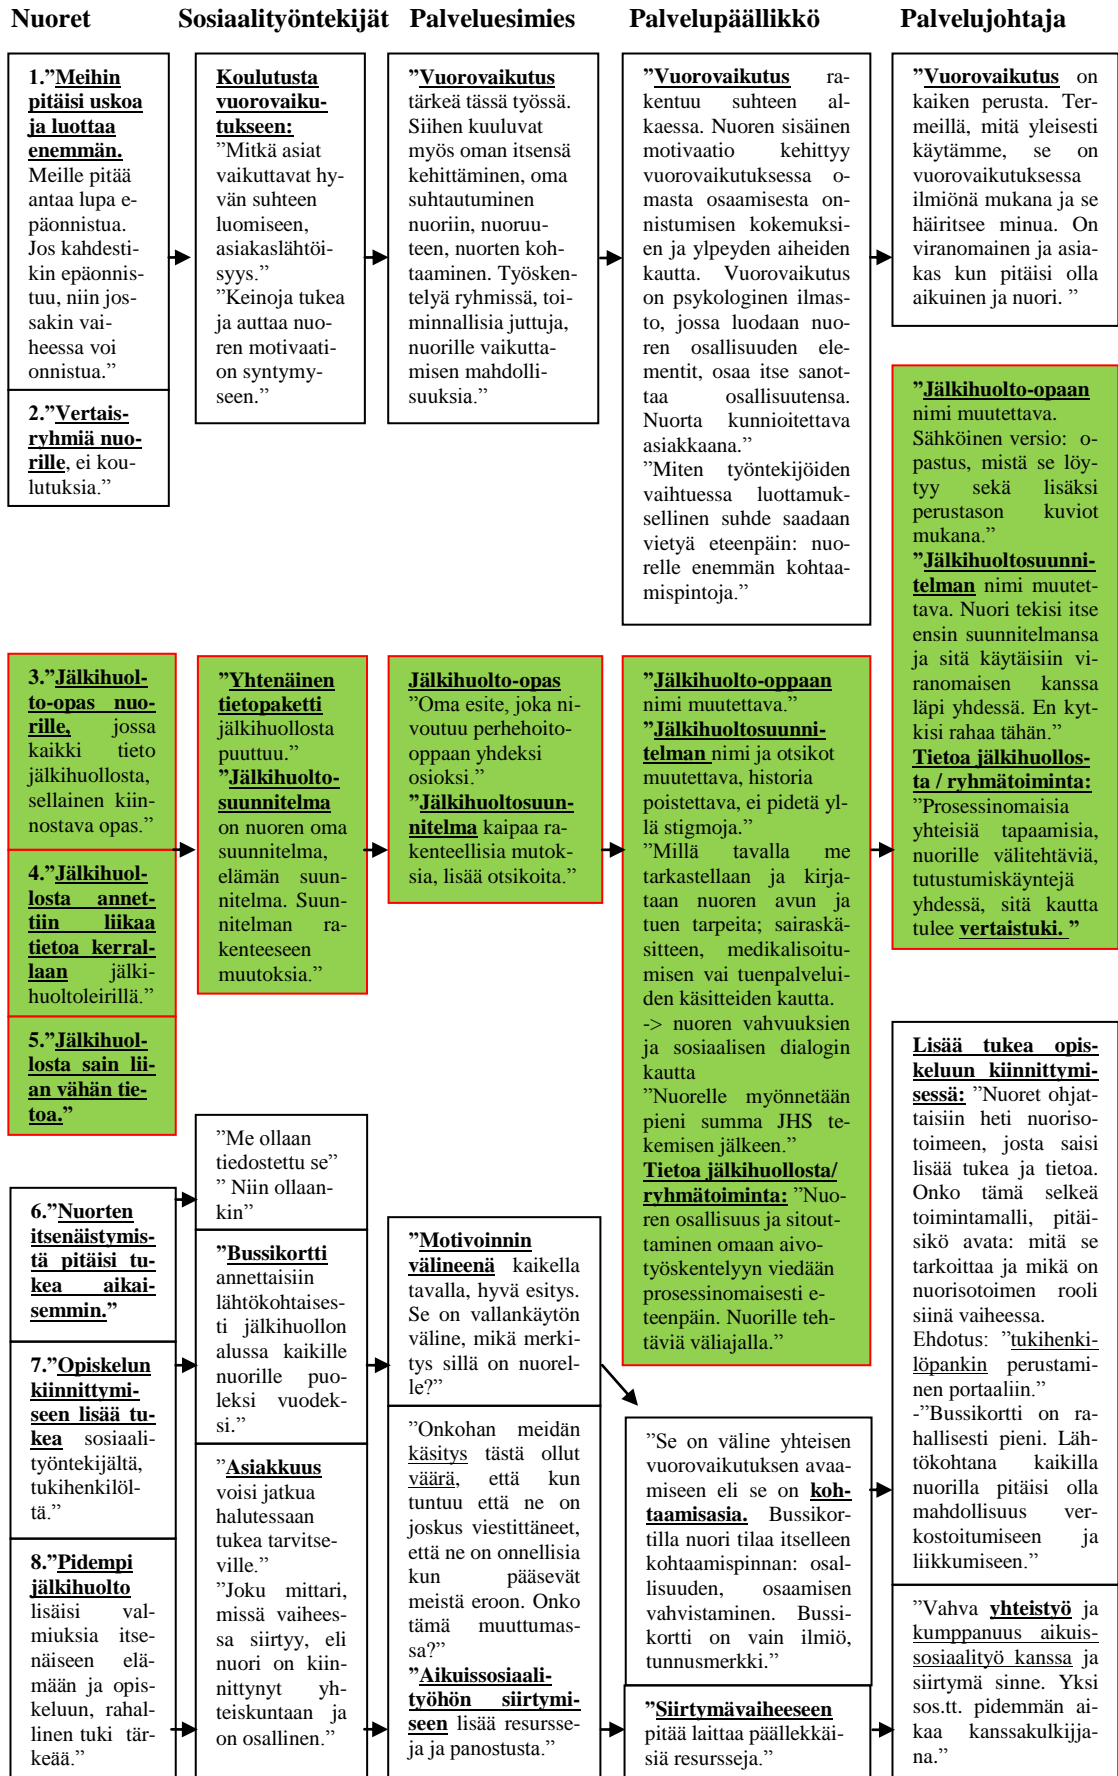 Nuoret
Sosiaalityöntekijät
Palveluesimies
Palvelupäällikkö
Palvelujohtaja
1.”Meihin
pitäisi uskoa
ja luottaa
enemmän.
Meille pitää
antaa lupa e-
päonnistua.
Jos kahdesti-
kin epäonnis-
tuu, niin jos-
sakin vai-
heessa voi
onnistua.”
2.”Vertais-
ryhmiä nuo-
rille, ei kou-
lutuksia.”
3.”Jälkihuol-
to-opas nuo-
rille, jossa
kaikki tieto
jälkihuollosta,
sellainen kiin-
nostava opas.”
4.”Jälkihuol-
losta annet-
tiin liikaa
tietoa kerral-
laan jälki-
huoltoleirillä.”
5.”Jälkihuol-
losta sain lii-
an vähän tie-
toa.”
6.”Nuorten
itsenäistymis-
tä pitäisi tu-
kea aikai-
semmin.”
7.”Opiskelun
kiinnittymi-
seen lisää tu-
kea sosiaali-
työntekijältä,
tukihenkilöl-
tä.”
8.”Pidempi
jälkihuolto
lisäisi val-
miuksia itse-
näiseen elä-
mään ja opis-
keluun, rahal-
linen tuki tär-
keää.”
Koulutusta
vuorovaiku-
tukseen:
”Mitkä asiat
vaikuttavat hy-
vän suhteen
luomiseen,
asiakaslähtöi-
syys.”
”Keinoja tukea
ja auttaa nuo-
ren motivaati-
on syntymy-
seen.”
”Yhtenäinen
tietopaketti
jälkihuollosta
puuttuu.”
”Jälkihuolto-
suunnitelma
on nuoren oma
suunnitelma,
elämän suun-
nitelma. Suun-
nitelman ra-
kenteeseen
muutoksia.”
”Me ollaan
tiedostettu se”
” Niin ollaan-
kin”
”Bussikortti
annettaisiin
lähtökohtaises-
ti jälkihuollon
alussa kaikille
nuorille puo-
leksi vuodek-
si.”
”Asiakkuus
voisi jatkua
halutessaan
tukea tarvitse-
ville.”
”Joku mittari,
missä vaihees-
sa siirtyy, eli
nuori on kiin-
nittynyt yh-
teiskuntaan ja
on osallinen.”
”Vuorovaikutus
tärkeä tässä työssä.
Siihen kuuluvat
myös oman itsensä
kehittäminen, oma
suhtautuminen
nuoriin, nuoruu-
teen, nuorten koh-
taaminen. Työsken-
telyä ryhmissä, toi-
minnallisia juttuja,
nuorille vaikutta-
misen mahdolli-
suuksia.”
Jälkihuolto-opas
”Oma esite, joka ni-
voutuu perhehoito-
oppaan yhdeksi
osioksi.”
”Jälkihuoltosuun-
nitelma kaipaa ra-
kenteellisia mutok-
sia, lisää otsikoita.”
”Motivoinnin
välineenä kaikella
tavalla, hyvä esitys.
Se on vallankäytön
väline, mikä merki-
tys sillä on nuorel-
le?”
”Onkohan meidän
käsitys tästä ollut
väärä, että kun
tuntuu että ne on
joskus viestittäneet,
että ne on onnellisia
kun pääsevät
meistä eroon. Onko
tämä muuttumas-
sa?”
”Aikuissosiaali-
työhön siirtymi-
seen lisää resursse-
ja ja panostusta.”
”Vuorovaikutus ra-
kentuu suhteen al-
kaessa. Nuoren sisäinen
motivaatio kehittyy
vuorovaikutuksessa o-
masta osaamisesta on-
nistumisen kokemuksi-
en ja ylpeyden aiheiden
kautta. Vuorovaikutus
on psykologinen ilmas-
to, jossa luodaan nuo-
ren osallisuuden ele-
mentit, osaa itse sanot-
taa osallisuutensa.
Nuorta kunnioitettava
asiakkaana.”
”Miten työntekijöiden
vaihtuessa luottamuk-
sellinen suhde saadaan
vietyä eteenpäin: nuo-
relle enemmän kohtaa-
mispintoja.”
”Jälkihuolto-oppaan
nimi muutettava.”
”Jälkihuoltosuunni-
telman nimi ja otsikot
muutettava, historia
poistettava, ei pidetä yl-
lä stigmoja.”
”Millä tavalla me
tarkastellaan ja kirja-
taan nuoren avun ja
tuen tarpeita; sairaskä-
sitteen, medikalisoitu-
misen vai tuenpalvelui-
den käsitteiden kautta.
-> nuoren vahvuuksien
ja sosiaalisen dialogin
kautta
”Nuorelle myönnetään
pieni summa JHS te-
kemisen jälkeen.”
Tietoa jälkihuollosta/
ryhmätoiminta: ”Nuo-
ren osallisuus ja sitout-
taminen omaan aivo-
työskentelyyn viedään
prosessinomaisesti e-
teenpäin. Nuorille teh-
täviä väliajalla.”
”Se on väline yhteisen
vuorovaikutuksen avaa-
miseen eli se on koh-
taamisasia. Bussikor-
tilla nuori tilaa itselleen
kohtaamispinnan: osal-
lisuuden, osaamisen
vahvistaminen. Bussi-
kortti on vain ilmiö,
tunnusmerkki.”
”Siirtymävaiheeseen
pitää laittaa päällekkäi-
siä resursseja.”
”Vuorovaikutus on
kaiken perusta. Ter-
meillä, mitä yleisesti
käytämme, se on
vuorovaikutuksessa
ilmiönä mukana ja se
häiritsee minua. On
viranomainen ja asia-
kas kun pitäisi olla
aikuinen ja nuori. ”
”Jälkihuolto-opaan
nimi muutettava.
Sähköinen versio: o-
pastus, mistä se löy-
tyy sekä lisäksi
perustason kuviot
mukana.”
”Jälkihuoltosuunni-
telman nimi muutet-
tava. Nuori tekisi itse
ensin suunnitelmansa
ja sitä käytäisiin vi-
ranomaisen kanssa
läpi yhdessä. En kyt-
kisi rahaa tähän.”
Tietoa jälkihuollos-
ta / ryhmätoiminta:
”Prosessinomaisia
yhteisiä tapaamisia,
nuorille välitehtäviä,
tutustumiskäyntejä
yhdessä, sitä kautta
tulee vertaistuki. ”
Lisää tukea opis-
keluun kiinnittymi-
sessä: ”Nuoret ohjat-
taisiin heti nuoriso-
toimeen, josta saisi
lisää tukea ja tietoa.
Onko tämä selkeä
toimintamalli, pitäi-
sikö avata: mitä se
tarkoittaa ja mikä on
nuorisotoimen rooli
siinä vaiheessa.
Ehdotus: ”tukihenki-
löpankin perustami-
nen portaaliin.”
-”Bussikortti on ra-
hallisesti pieni. Läh-
tökohtana kaikilla
nuorilla pitäisi olla
mahdollisuus ver-
kostoitumiseen ja
liikkumiseen.”
”Vahva yhteistyö ja
kumppanuus aikuis-
sosiaalityö kanssa ja
siirtymä sinne. Yksi
sos.tt. pidemmän ai-
kaa kanssakulkijja-
na.”